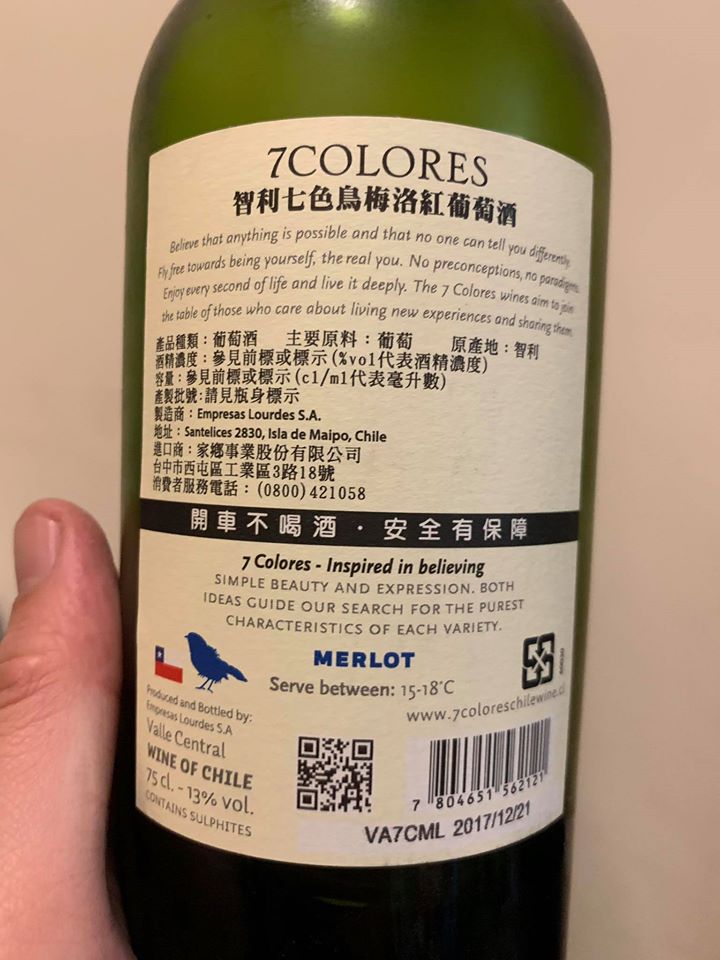 7COLORES
智利七色鳥梅洛紅葡萄酒
Believe that anything is possible and that no one can tell you differently.
Fly free towards being yourself, the real you. No preconceptions, no paradigms.
Enjoy every second of life and live it deeply. The 7 Colores wines aim to join
the table of those who care about living new experiences and sharing them.
產品種類：葡萄酒 主要原料：葡萄 原產地：智利
酒精濃度：參見前標或標示(%vol代表酒精濃度)
容量：參見前標或標示(cl/ml代表毫升數)
產製批號：請見瓶身標示
製造商：Empresas Lourdes S.A.
地址：Santelices 2830, Isla de Maipo, Chile
進口商：家鄉事業股份有限公司
台中市西屯區工業區3路18號
消費者服務電話：(0800)421058
開車不喝酒・安全有保障
7 Colores - Inspired in believing
SIMPLE BEAUTY AND EXPRESSION. BOTH
IDEAS GUIDE OUR SEARCH FOR THE PUREST
CHARACTERISTICS OF EACH VARIETY.
MERLOT
Serve between: 15-18°C
www.7coloreschilewine.cl
Produced and Bottled by:
Empresas Lourdes S.A
Valle Central
WINE OF CHILE
75 cl. - 13% vol.
CONTAINS SULPHITES
7 804651 562121
VA7CML 2017/12/21